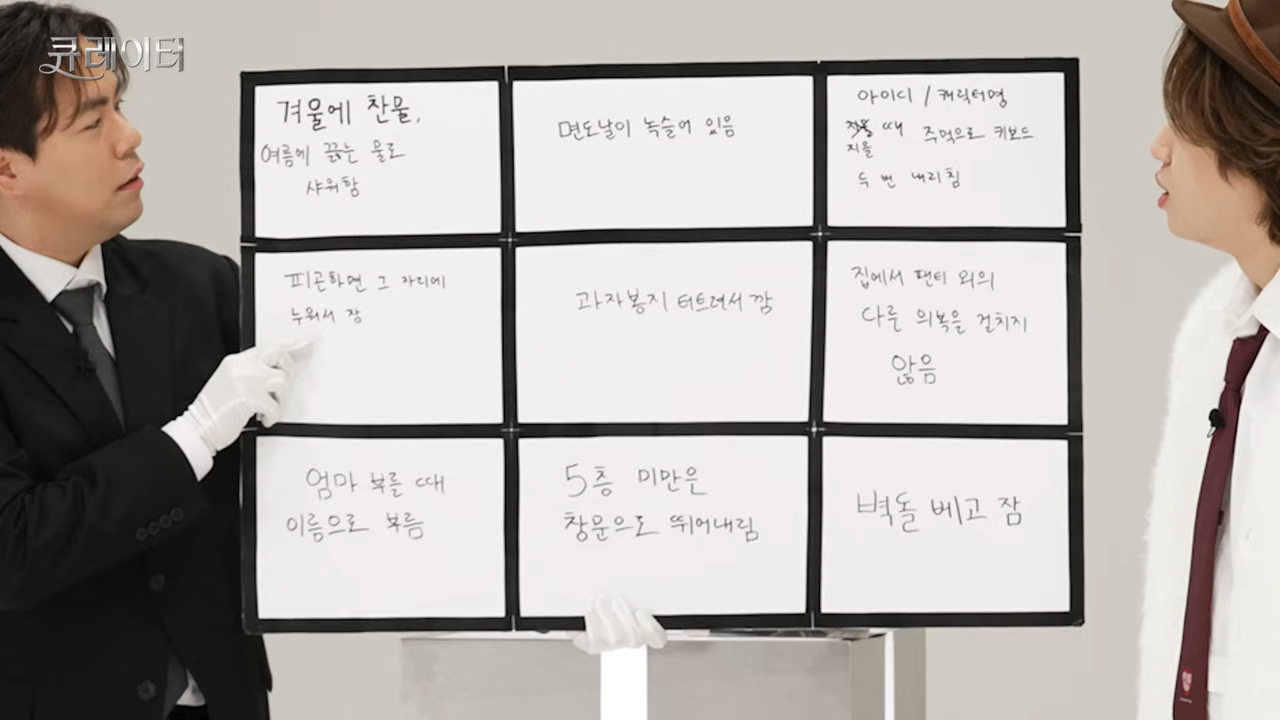 큐레이터
겨울에 찬물,
여름에 끓는 물로
샤워함
면도날이 녹슬어 있음
아이디 / 캐릭터명
지을 때 주먹으로 키보드
두 번 내리침
피곤하면 그 자리에
누워서 잠
과자봉지 터트려서 깜
집에서 팬티 외의
다른 의복을 걸치지
않음
엄마 부를 때
이름으로 부름
5층 미만은
창문으로 뛰어내림
벽돌 베고 잠